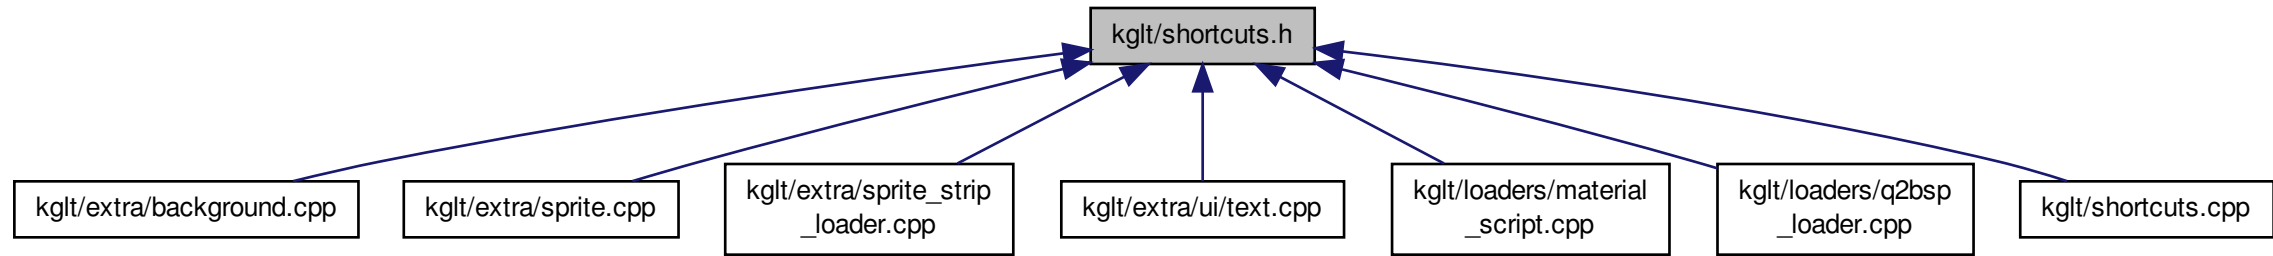 kglt/shortcuts.h
kglt/extra/background.cpp
kglt/extra/sprite.cpp
kglt/extra/sprite_strip
_loader.cpp
kglt/extra/ui/text.cpp
kglt/loaders/material
_script.cpp
kglt/loaders/q2bsp
_loader.cpp
kglt/shortcuts.cpp